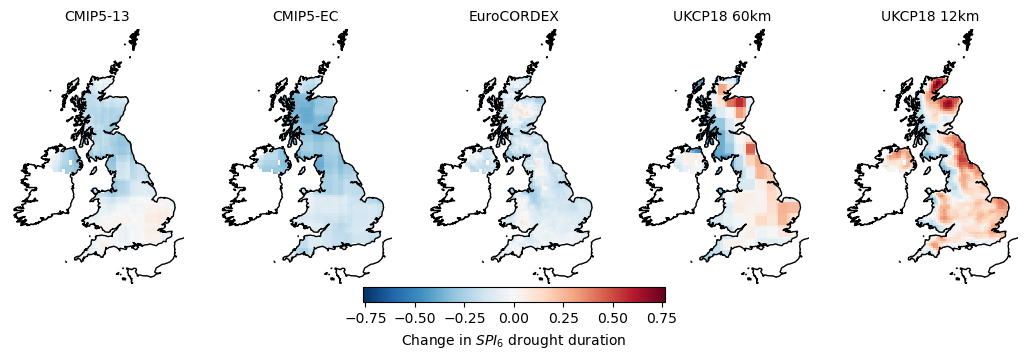 CMIP5-13 CMIP5-EC EuroCORDEX UKCP18 60km UKCP18 12km
−0.75 −0.50 −0.25 0.00 0.25 0.50 0.75
Change in SPI₆ drought duration